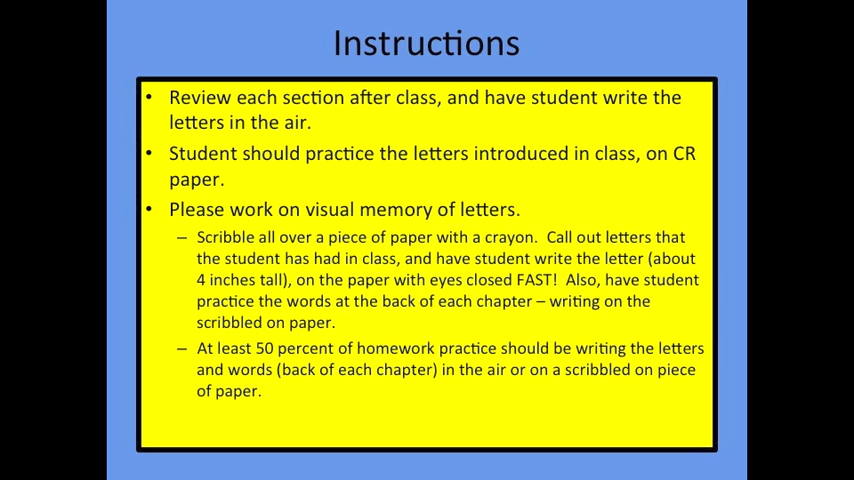 Instructions
• Review each section after class, and have student write the
letters in the air.
• Student should practice the letters introduced in class, on CR
paper.
• Please work on visual memory of letters.
– Scribble all over a piece of paper with a crayon.  Call out letters that
the student has had in class, and have student write the letter (about
4 inches tall), on the paper with eyes closed FAST!  Also, have student
practice the words at the back of each chapter – writing on the
scribbled on paper.
– At least 50 percent of homework practice should be writing the letters
and words (back of each chapter) in the air or on a scribbled on piece
of paper.